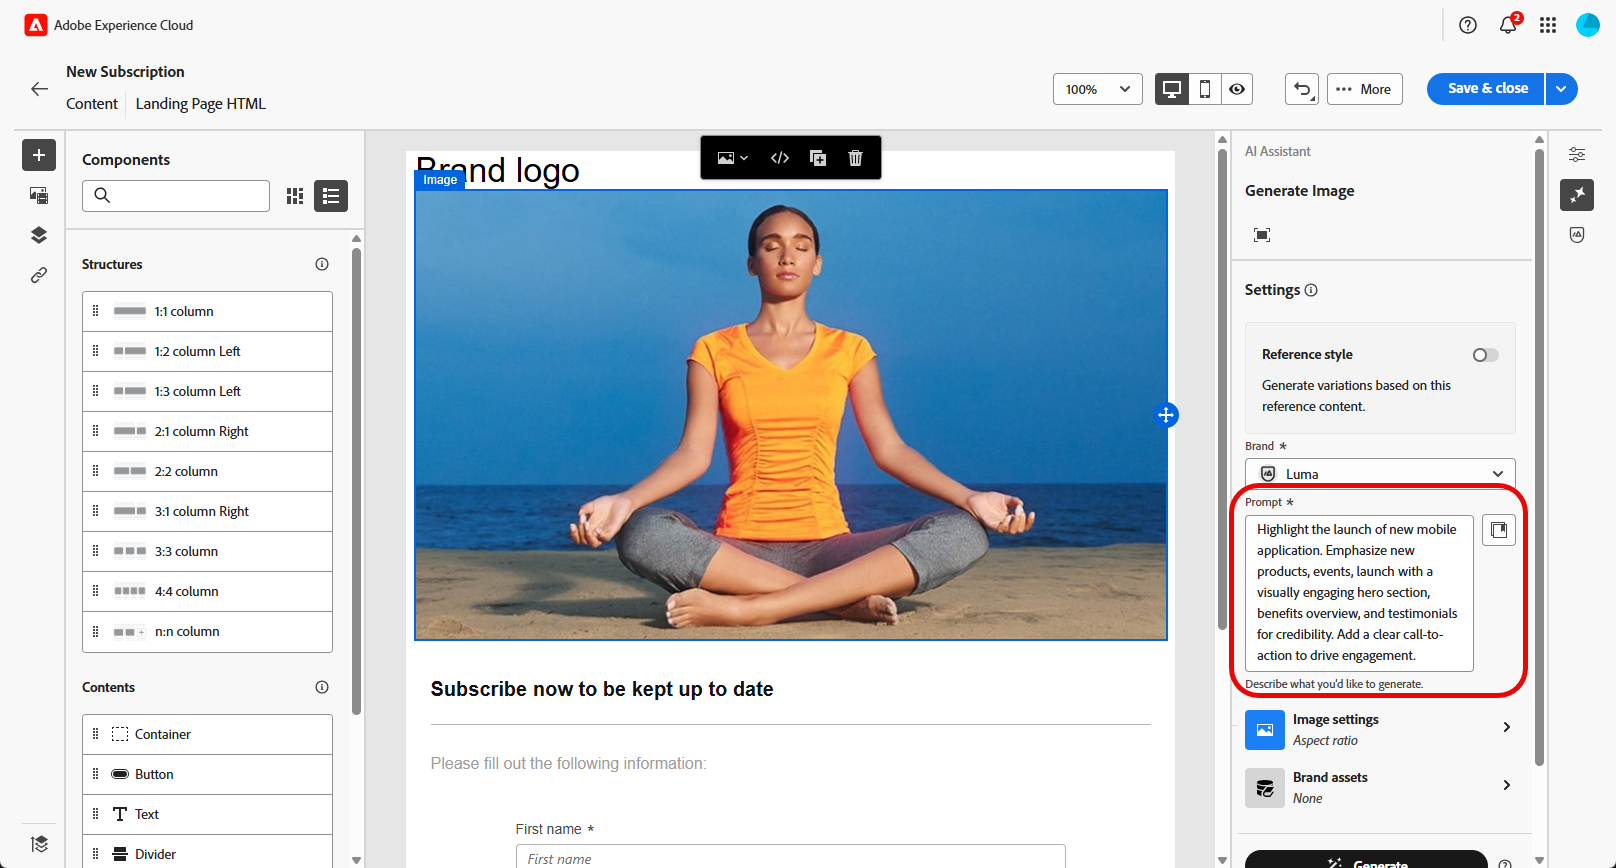 Adobe Experience Cloud
2
New Subscription
Content
Landing Page HTML
100%
More
Save & close
Components
Structures
1:1 column
1:2 column Left
1:3 column Left
2:1 column Right
2:2 column
3:1 column Right
3:3 column
4:4 column
n:n column
Contents
Container
Button
Text
Divider
Brand logo
Image
Subscribe now to be kept up to date
Please fill out the following information:
First name *
First name
AI Assistant
Generate Image
Settings
Reference style
Generate variations based on this
reference content.
Brand *
Luma
Prompt *
Highlight the launch of new mobile
application. Emphasize new
products, events, launch with a
visually engaging hero section,
benefits overview, and testimonials
for credibility. Add a clear call-to-
action to drive engagement.
Describe what you'd like to generate.
Image settings
Aspect ratio
Brand assets
None
Generate